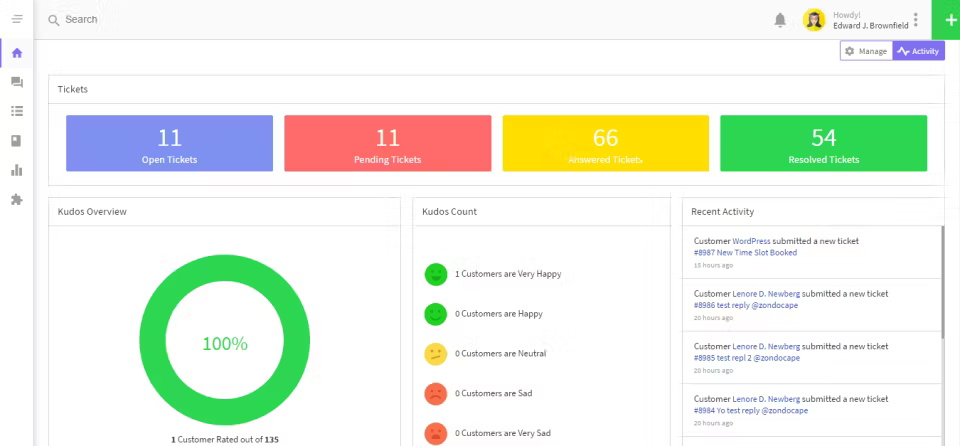 Search
Howdy!
Edward J. Brownfield
Manage
Activity
Tickets
11
Open Tickets
11
Pending Tickets
66
Answered Tickets
54
Resolved Tickets
Kudos Overview
100%
1 Customer Rated out of 135
Kudos Count
1 Customers are Very Happy
0 Customers are Happy
0 Customers are Neutral
0 Customers are Sad
0 Customers are Very Sad
Recent Activity
Customer WordPress submitted a new ticket
#8987 New Time Slot Booked
15 hours ago
Customer Lenore D. Newberg submitted a new ticket
#8986 test reply @zondocape
20 hours ago
Customer Lenore D. Newberg submitted a new ticket
#8985 test repl 2 @zondocape
20 hours ago
Customer Lenore D. Newberg submitted a new ticket
#8984 Yo test reply @zondocape
20 hours ago